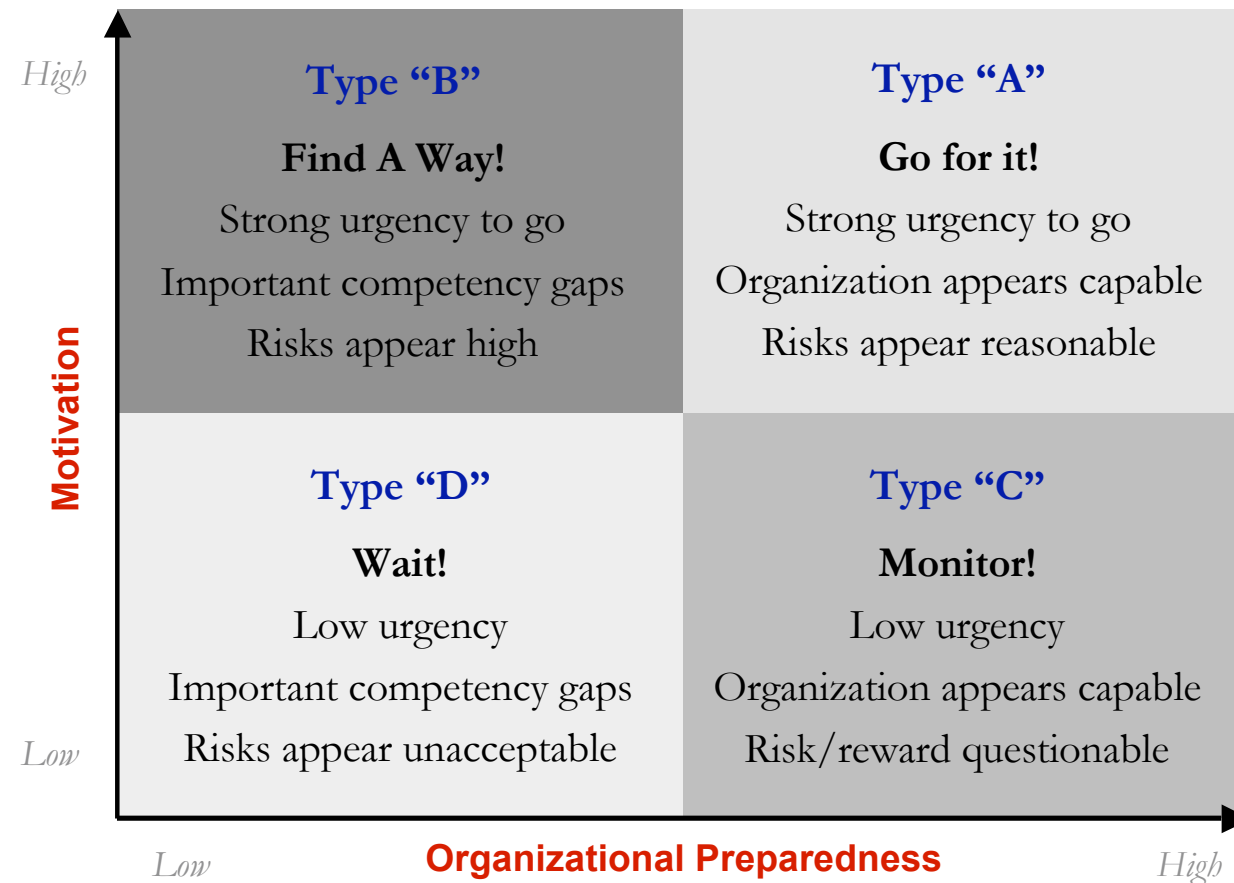 High
Type “B”
Find A Way!
Strong urgency to go
Important competency gaps
Risks appear high
Type “A”
Go for it!
Strong urgency to go
Organization appears capable
Risks appear reasonable
Motivation
Type “D”
Wait!
Low urgency
Important competency gaps
Risks appear unacceptable
Type “C”
Monitor!
Low urgency
Organization appears capable
Risk/reward questionable
Low
Low
Organizational Preparedness
High